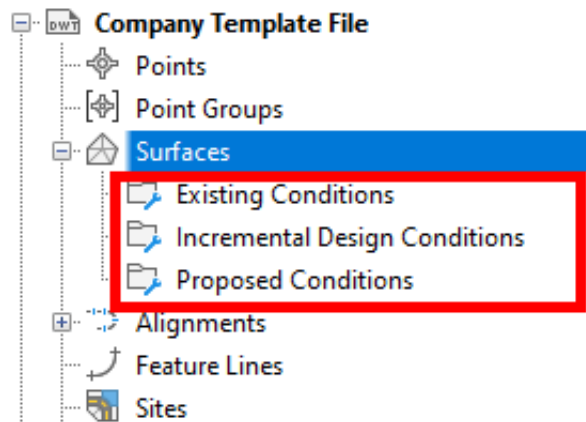 DWT Company Template File
Points
Point Groups
Surfaces
Existing Conditions
Incremental Design Conditions
Proposed Conditions
Alignments
Feature Lines
Sites